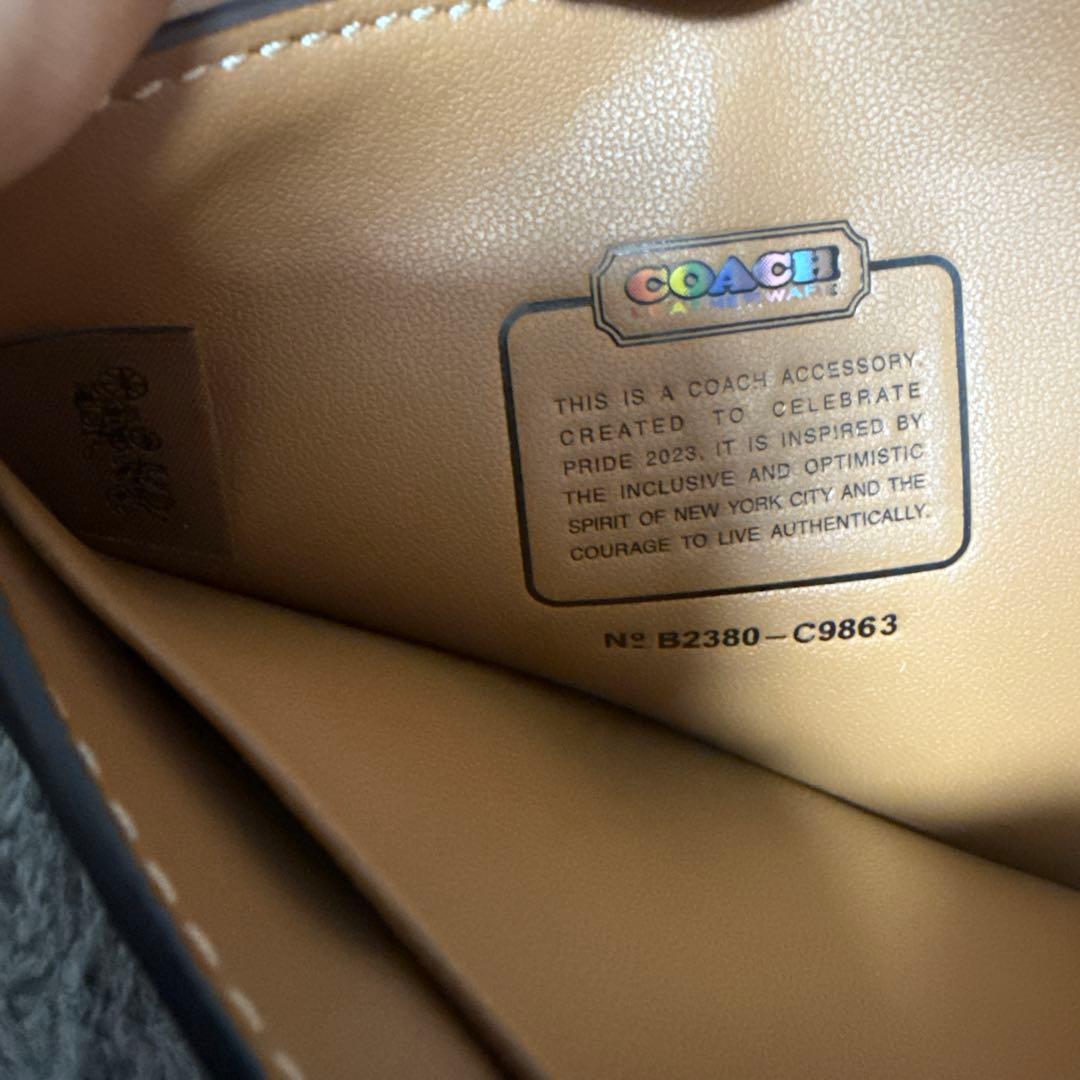 COACH
LEATHERWARE
THIS IS A COACH ACCESSORY.
CREATED TO CELEBRATE
PRIDE 2023, IT IS INSPIRED BY
THE INCLUSIVE AND OPTIMISTIC
SPIRIT OF NEW YORK CITY AND THE
COURAGE TO LIVE AUTHENTICALLY.
Nº B2380–C9863